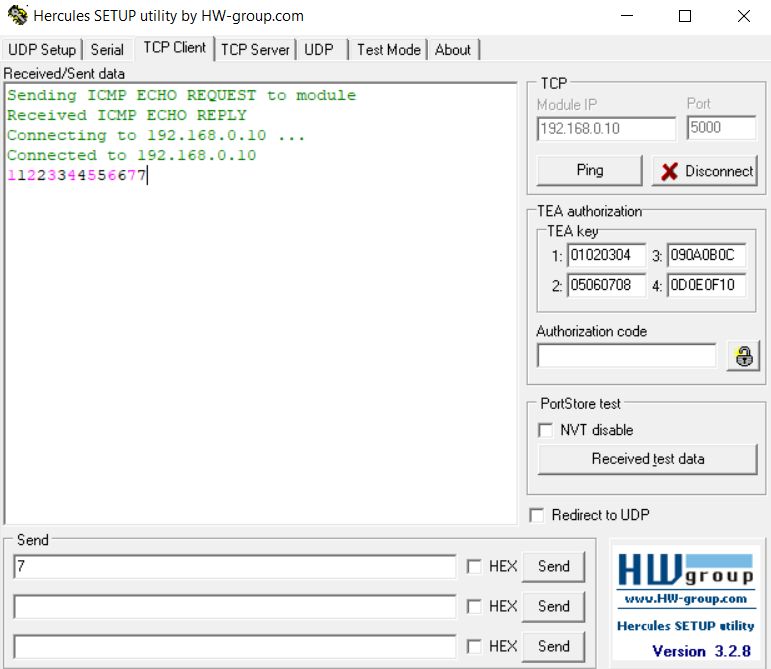 Hercules SETUP utility by HW-group.com
UDP Setup Serial TCP Client TCP Server UDP Test Mode About
Received/Sent data
Sending ICMP ECHO REQUEST to module
Received ICMP ECHO REPLY
Connecting to 192.168.0.10 ...
Connected to 192.168.0.10
11223344556677
TCP
Module IP Port
192.168.0.10 5000
Ping Disconnect
TEA authorization
TEA key
1: 01020304 3: 090A0B0C
2: 05060708 4: 0D0E0F10
Authorization code
PortStore test
NVT disable
Received test data
Redirect to UDP
Send
7 HEX Send
HEX Send
HEX Send
HWgroup
www.HW-group.com
Hercules SETUP utility
Version 3.2.8